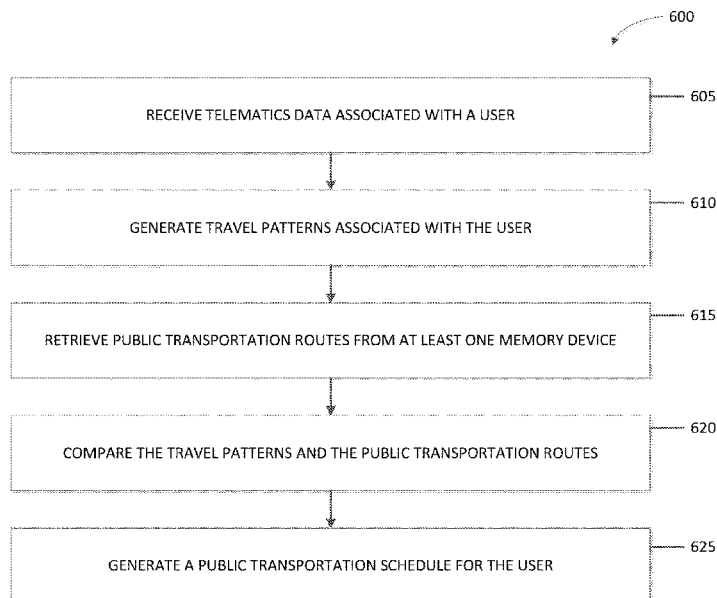 600
RECEIVE TELEMATICS DATA ASSOCIATED WITH A USER
605
GENERATE TRAVEL PATTERNS ASSOCIATED WITH THE USER
610
RETRIEVE PUBLIC TRANSPORTATION ROUTES FROM AT LEAST ONE MEMORY DEVICE
615
COMPARE THE TRAVEL PATTERNS AND THE PUBLIC TRANSPORTATION ROUTES
620
GENERATE A PUBLIC TRANSPORTATION SCHEDULE FOR THE USER
625